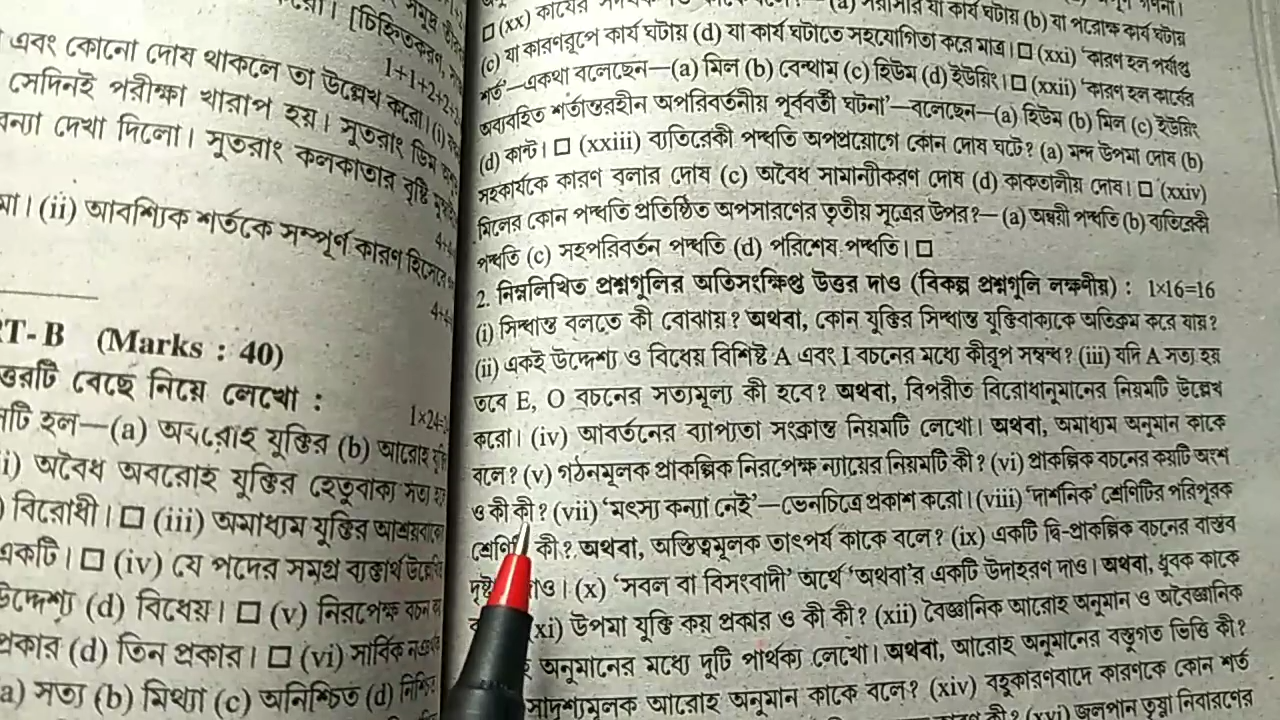 এবং কোনো দোষ থাকলে তা উল্লেখ করো। (i)
সেদিনই পরীক্ষা খারাপ হয়। সুতরাং ডিম
বন্যা দেখা দিলো। সুতরাং কলকাতার বৃষ্টি
(ii) আবশ্যিক শর্তকে সম্পূর্ণ কারণ হিসেবে
T-B (Marks : 40)
উত্তরটি বেছে নিয়ে লেখো :
হল—(a) অবরোহ যুক্তির (b) আরোহ
অবৈধ অবরোহ যুক্তির হেতুবাক্য সত্য
বিরোধী। □ (iii) অমাধ্যম যুক্তির আশ্রয়বাক্য
একটি। □ (iv) যে পদের সমগ্র ব্যক্ত্যর্থ
উদ্দেশ্য (d) বিধেয়। □ (v) নিরপেক্ষ বচন
প্রকার (d) তিন প্রকার। □ (vi) সার্বিক
(a) সত্য (b) মিথ্যা (c) অনিশ্চিত (d)
□ (xx) কার্যের (a) সরাসরি যা কার্য ঘটায় (b) যা পরোক্ষ কার্য ঘটায়
(c) যা কারণরূপে কার্য ঘটায় (d) যা কার্য ঘটাতে সহযোগিতা করে মাত্র। □ (xxi) ‘কারণ হল পর্যাপ্ত
শর্ত’—একথা বলেছেন—(a) মিল (b) বেন্থাম (c) হিউম (d) ইউয়িং। □ (xxii) ‘কারণ হল কার্যের
অব্যবহিত শর্তান্তরহীন অপরিবর্তনীয় পূর্ববর্তী ঘটনা’—বলেছেন—(a) হিউম (b) মিল (c) ইউয়িং
(d) কান্ট। □ (xxiii) ব্যতিরেকী পদ্ধতি অপপ্রয়োগে কোন দোষ ঘটে? (a) মন্দ উপমা দোষ (b)
সহকার্যকে কারণ বলার দোষ (c) অবৈধ সামান্যীকরণ দোষ (d) কাকতালীয় দোষ। □ (xxiv)
মিলের কোন পদ্ধতি প্রতিষ্ঠিত অপসারণের তৃতীয় সূত্রের উপর?—(a) অন্বয়ী পদ্ধতি (b) ব্যতিরেকী
পদ্ধতি (c) সহপরিবর্তন পদ্ধতি (d) পরিশেষ পদ্ধতি। □
2. নিম্নলিখিত প্রশ্নগুলির অতিসংক্ষিপ্ত উত্তর দাও (বিকল্প প্রশ্নগুলি লক্ষণীয়) : 1×16=16
(i) সিদ্ধান্ত বলতে কী বোঝায়? অথবা, কোন যুক্তির সিদ্ধান্ত যুক্তিবাক্যকে অতিক্রম করে যায়?
(ii) একই উদ্দেশ্য ও বিধেয় বিশিষ্ট A এবং I বচনের মধ্যে কীরূপ সম্বন্ধ? (iii) যদি A সত্য হয়
তবে E, O বচনের সত্যমূল্য কী হবে? অথবা, বিপরীত বিরোধানুমানের নিয়মটি উল্লেখ
করো। (iv) আবর্তনের ব্যাপ্যতা সংক্রান্ত নিয়মটি লেখো। অথবা, অমাধ্যম অনুমান কাকে
বলে? (v) গঠনমূলক প্রাকল্পিক নিরপেক্ষ ন্যায়ের নিয়মটি কী? (vi) প্রাকল্পিক বচনের কয়টি অংশ
ও কী কী? (vii) ‘মৎস্য কন্যা নেই’—ভেনচিত্রে প্রকাশ করো। (viii) ‘দার্শনিক’ শ্রেণিটির পরিপূরক
শ্রেণি কী? অথবা, অস্তিত্বমূলক তাৎপর্য কাকে বলে? (ix) একটি দ্বি-প্রাকল্পিক বচনের বাস্তব
(x) ‘সবল বা বিসংবাদী’ অর্থে ‘অথবা’র একটি উদাহরণ দাও। অথবা, ধ্রুবক কাকে
(xi) উপমা যুক্তি কয় প্রকার ও কী কী? (xii) বৈজ্ঞানিক আরোহ অনুমান ও অবৈজ্ঞানিক
অনুমানের মধ্যে দুটি পার্থক্য লেখো। অথবা, আরোহ অনুমানের বস্তুগত ভিত্তি কী?
সাদৃশ্যমূলক আরোহ অনুমান কাকে বলে? (xiv) বহুকারণবাদে কারণকে কোন শর্ত
কী? (xvi) জলপান তৃষ্ণা নিবারণের